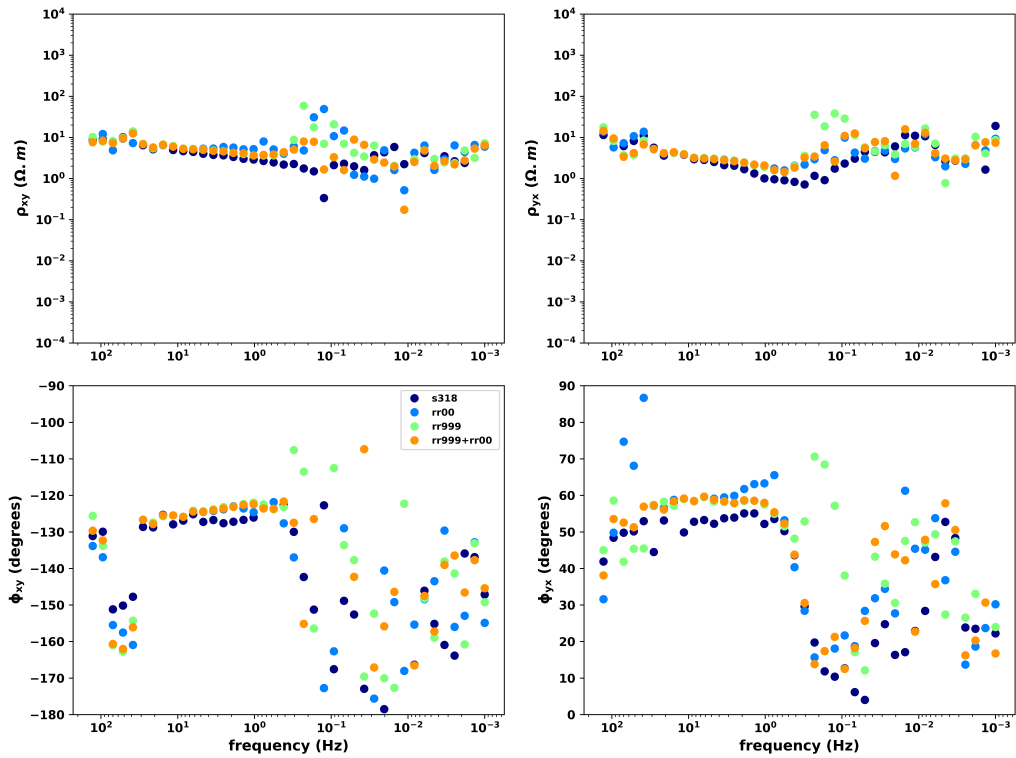 10⁴ 10⁴
10³ 10³
10² 10²
10¹ 10¹
10⁰ 10⁰
10⁻¹ 10⁻¹
10⁻² 10⁻²
10⁻³ 10⁻³
10⁻⁴ 10⁻⁴
ρxy (Ω. m)
ρyx (Ω. m)
10² 10¹ 10⁰ 10⁻¹ 10⁻² 10⁻³
10² 10¹ 10⁰ 10⁻¹ 10⁻² 10⁻³
−90
−100
−110
−120
−130
−140
−150
−160
−170
−180
ϕxy (degrees)
s318
rr00
rr999
rr999+rr00
10² 10¹ 10⁰ 10⁻¹ 10⁻² 10⁻³
frequency (Hz)
90
80
70
60
50
40
30
20
10
0
ϕyx (degrees)
10² 10¹ 10⁰ 10⁻¹ 10⁻² 10⁻³
frequency (Hz)